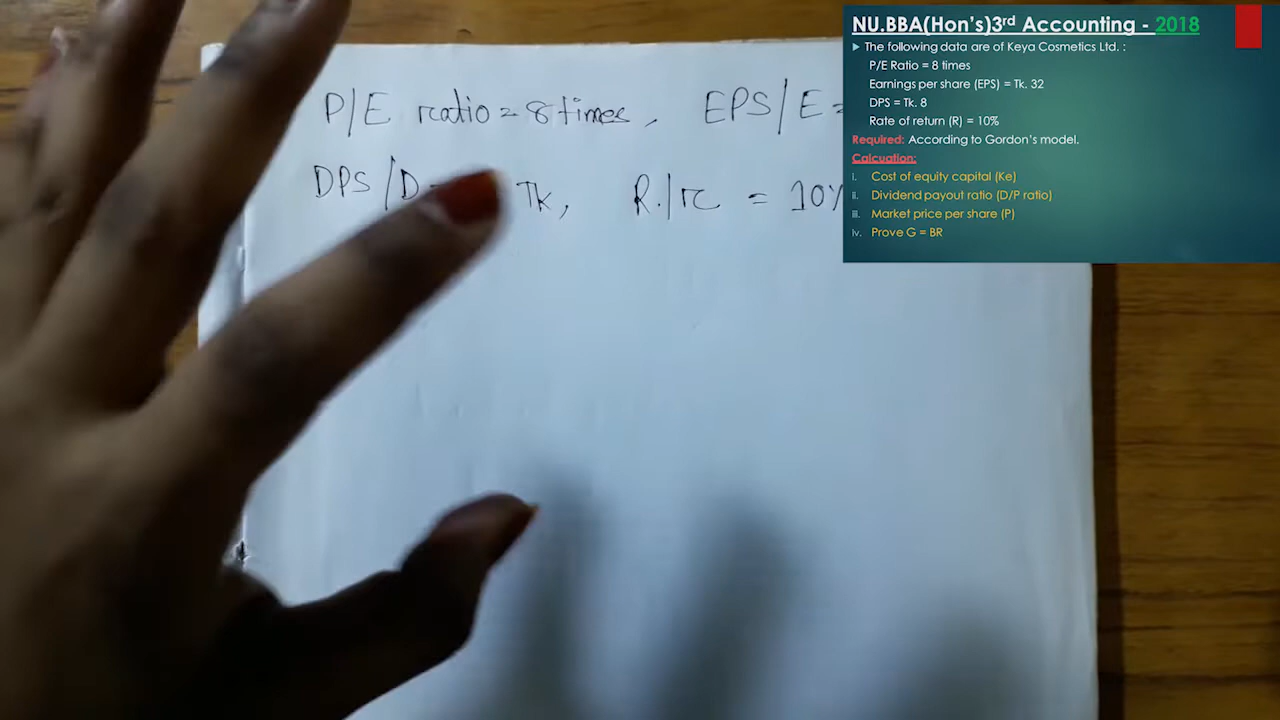 P/E ratio = 8 times, EPS/E =
DPS/D Tk, R./r = 10%
NU.BBA(Hon's)3rd Accounting - 2018
The following data are of Keya Cosmetics Ltd. :
P/E Ratio = 8 times
Earnings per share (EPS) = Tk. 32
DPS = Tk. 8
Rate of return (R) = 10%
Required: According to Gordon's model.
Calcuation:
i. Cost of equity capital (Ke)
ii. Dividend payout ratio (D/P ratio)
iii. Market price per share (P)
iv. Prove G = BR